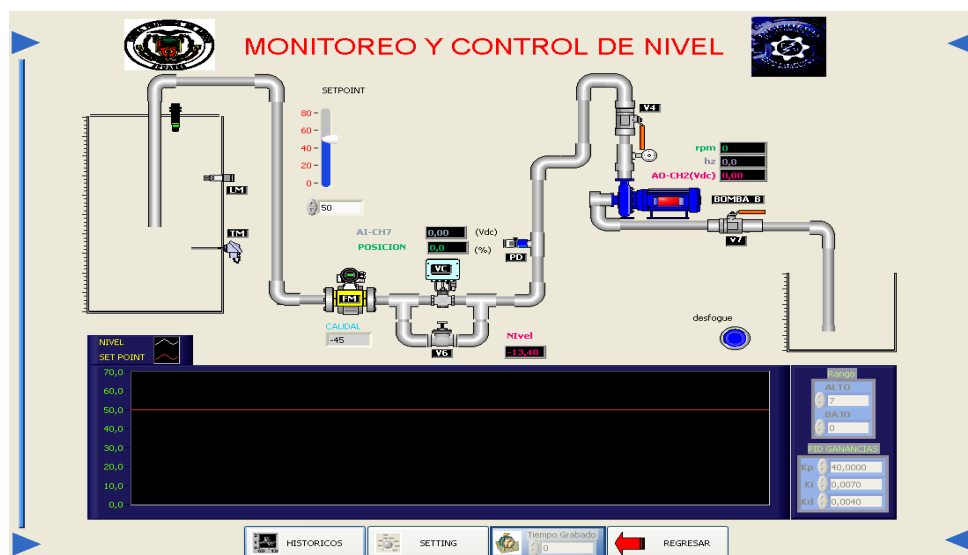 MONITOREO Y CONTROL DE NIVEL
SETPOINT
80
60
40
20
0
50
V4
rpm 0
hz 0,0
AO-CH2(Vdc) 0,00
BOMBA B
V7
LM
TM
AI-CH7 0,00 (Vdc)
POSICION 0,0 (%)
PD
VC
FM
CAUDAL
-45
V6
NIvel
-13,48
desfogue
NIVEL
SET POINT
70,0
60,0
50,0
40,0
30,0
20,0
10,0
0,0
Rango
ALTO
7
BAJO
0
PID GANANCIAS
Kp 40,0000
Ki 0,0070
Kd 0,0040
HISTORICOS
SETTING
Tiempo Grabado
0
REGRESAR